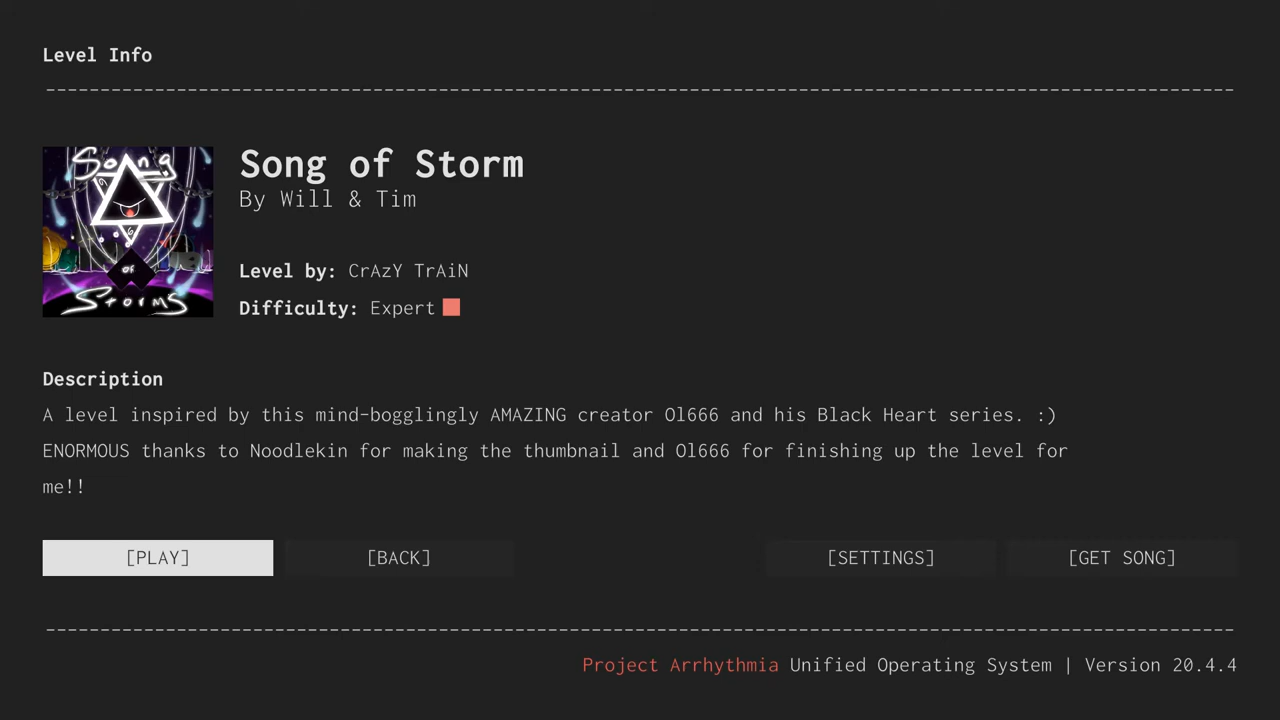 Level Info
Song
of
Storms
Song of Storm
By Will & Tim
Level by: CrAzY TrAiN
Difficulty: Expert
Description
A level inspired by this mind-bogglingly AMAZING creator Ol666 and his Black Heart series. :)
ENORMOUS thanks to Noodlekin for making the thumbnail and Ol666 for finishing up the level for
me!!
[PLAY] [BACK] [SETTINGS] [GET SONG]
Project Arrhythmia Unified Operating System | Version 20.4.4